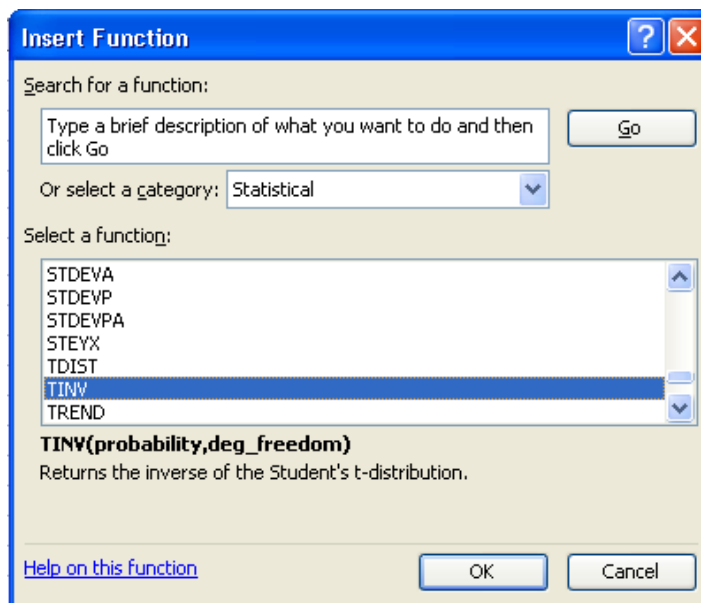 Insert Function
Search for a function:
Type a brief description of what you want to do and then
click Go
Go
Or select a category: Statistical
Select a function:
STDEVA
STDEVP
STDEVPA
STEYX
TDIST
TINV
TREND
TINV(probability,deg_freedom)
Returns the inverse of the Student's t-distribution.
Help on this function
OK
Cancel